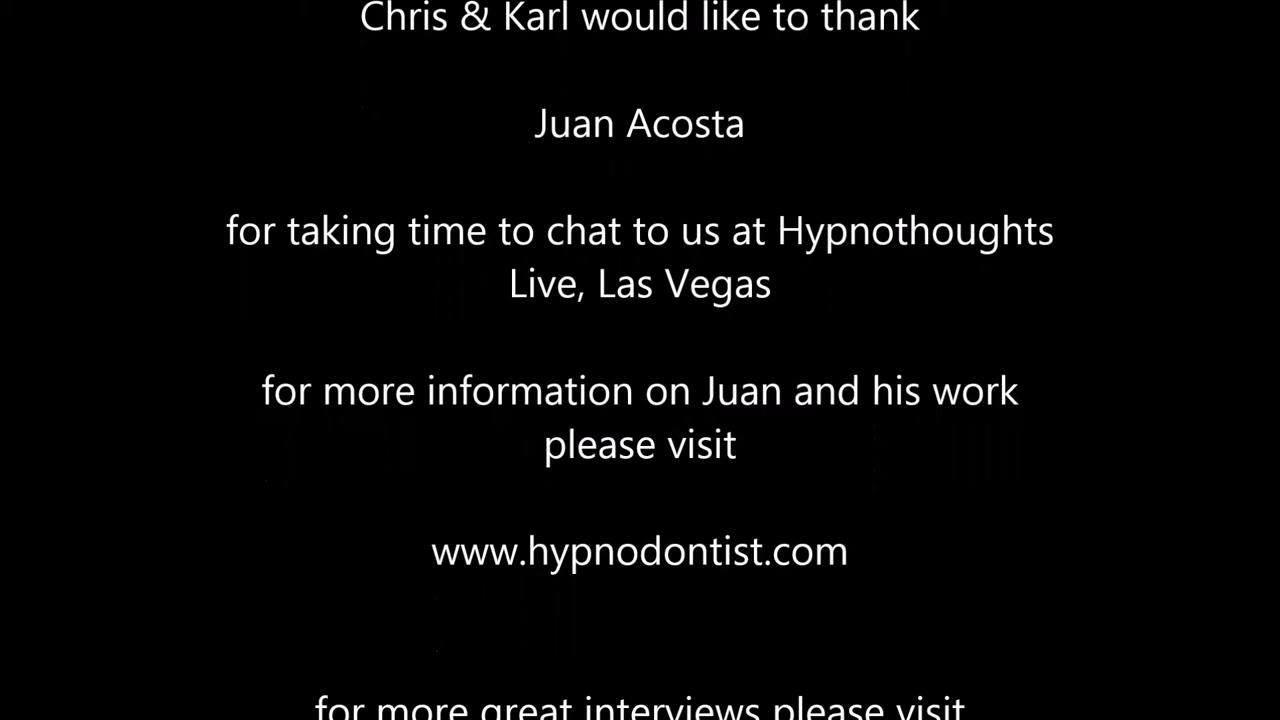 Chris & Karl would like to thank
Juan Acosta
for taking time to chat to us at Hypnothoughts
Live, Las Vegas
for more information on Juan and his work
please visit
www.hypnodontist.com
for more great interviews please visit